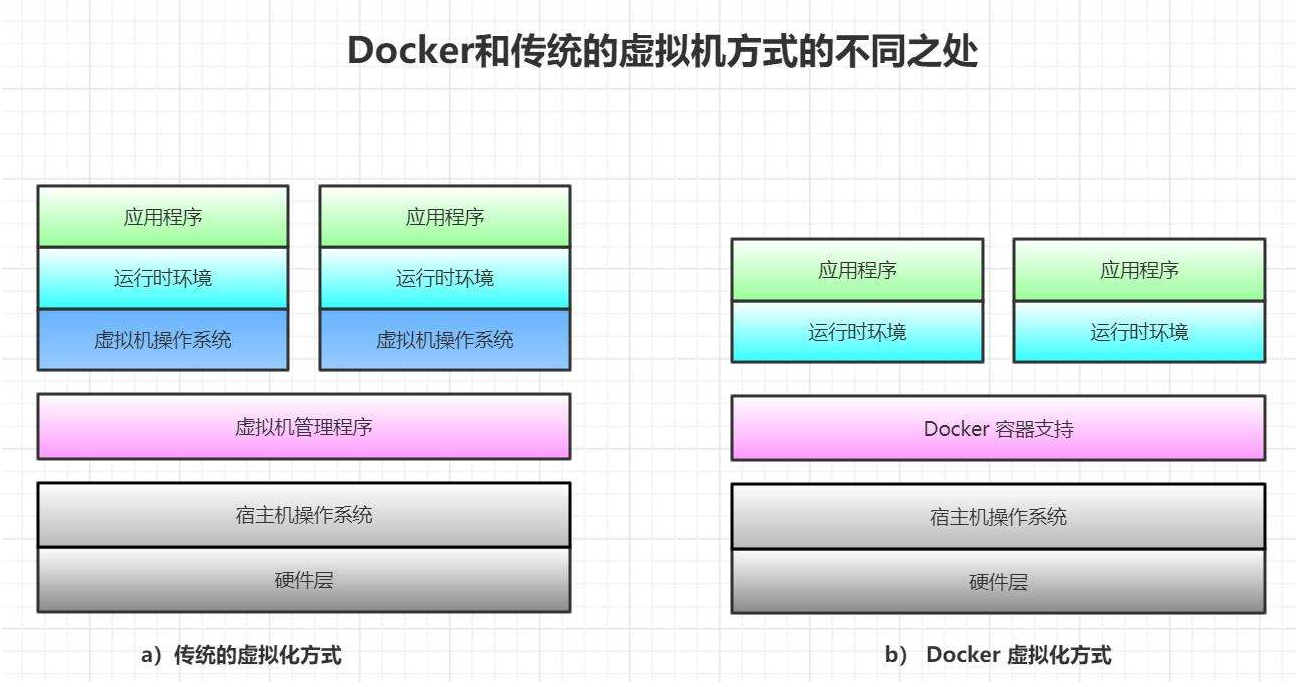 Docker和传统的虚拟机方式的不同之处
应用程序
应用程序
运行时环境
运行时环境
虚拟机操作系统
虚拟机操作系统
虚拟机管理程序
宿主机操作系统
硬件层
a）传统的虚拟化方式
应用程序
应用程序
运行时环境
运行时环境
Docker 容器支持
宿主机操作系统
硬件层
b） Docker 虚拟化方式